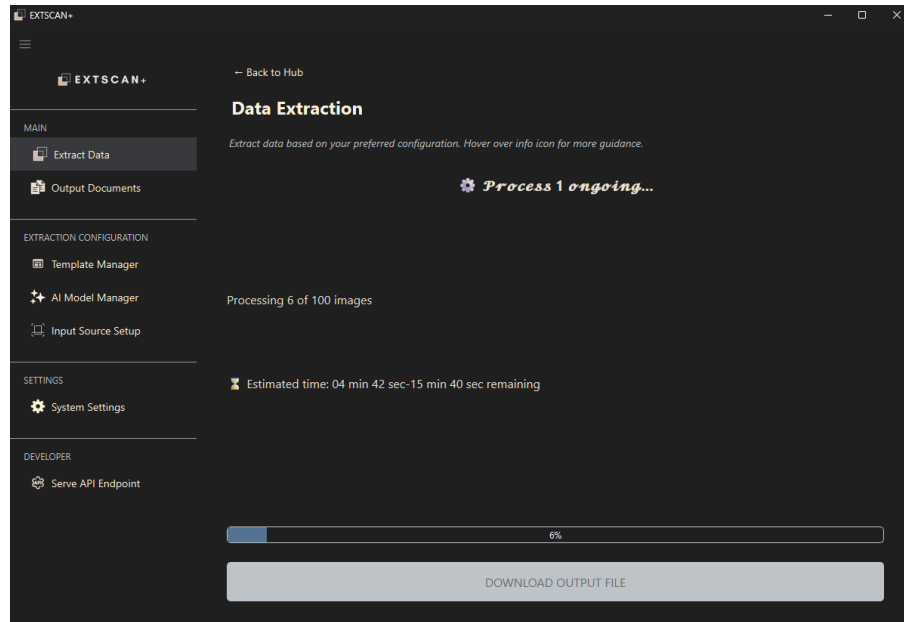 EXTSCAN+
EXTSCAN+
MAIN
Extract Data
Output Documents
EXTRACTION CONFIGURATION
Template Manager
AI Model Manager
Input Source Setup
SETTINGS
System Settings
DEVELOPER
Serve API Endpoint
← Back to Hub
Data Extraction
Extract data based on your preferred configuration. Hover over info icon for more guidance.
Process 1 ongoing...
Processing 6 of 100 images
Estimated time: 04 min 42 sec-15 min 40 sec remaining
6%
DOWNLOAD OUTPUT FILE